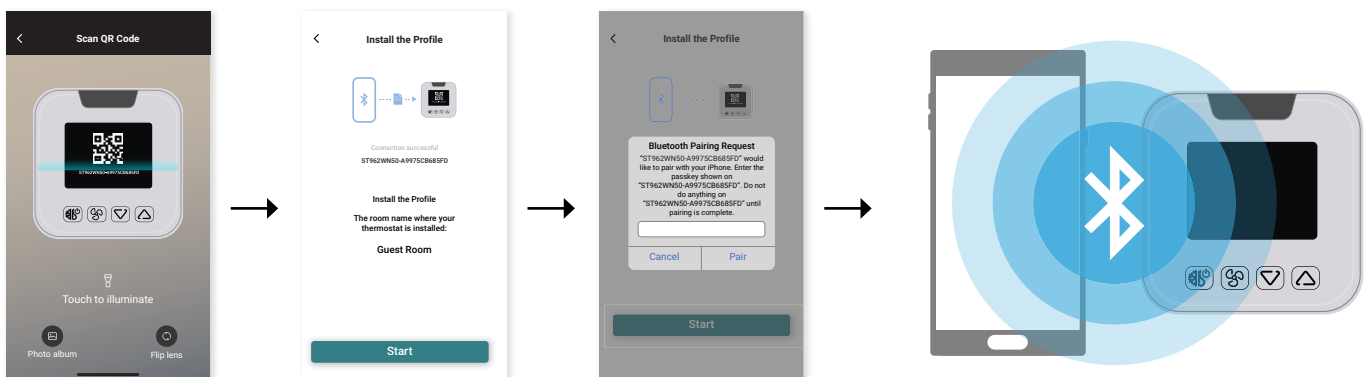 Scan QR Code
ST962WN50-A9975CB685FD
Touch to illuminate
Photo album
Flip lens
Install the Profile
Connection successful
ST962WN50-A9975CB685FD
Install the Profile
The room name where your
thermostat is installed:
Guest Room
Start
Install the Profile
Bluetooth Pairing Request
"ST962WN50-A9975CB685FD" would
like to pair with your iPhone. Enter the
passkey shown on
"ST962WN50-A9975CB685FD". Do not
do anything on
"ST962WN50-A9975CB685FD" until
pairing is complete.
Cancel
Pair
Start